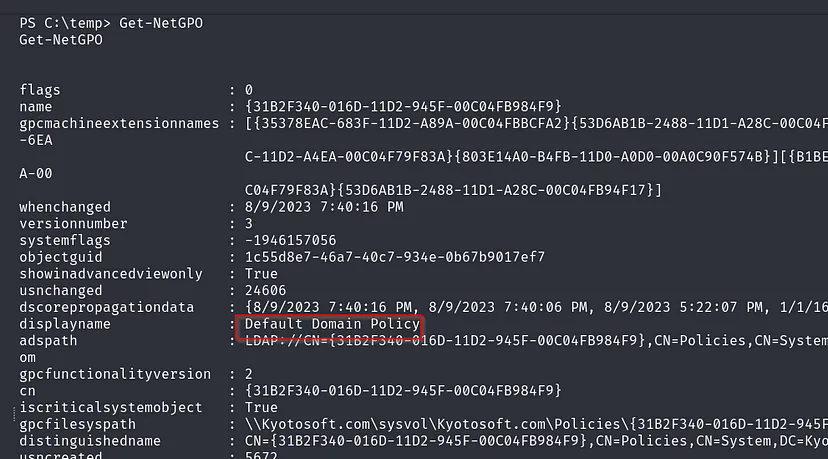 PS C:\temp> Get-NetGPO
Get-NetGPO
flags : 0
name : {31B2F340-016D-11D2-945F-00C04FB984F9}
gpcmachineextensionnames : [{35378EAC-683F-11D2-A89A-00C04FBBCFA2}{53D6AB1B-2488-11D1-A28C-00C04F
-6EA
C-11D2-A4EA-00C04F79F83A}{803E14A0-B4FB-11D0-A0D0-00A0C90F574B}][{B1BE
A-00
C04F79F83A}{53D6AB1B-2488-11D1-A28C-00C04FB94F17}]
whenchanged : 8/9/2023 7:40:16 PM
versionnumber : 3
systemflags : -1946157056
objectguid : 1c55d8e7-46a7-40c7-934e-0b67b9017ef7
showinadvancedviewonly : True
usnchanged : 24606
dscorepropagationdata : {8/9/2023 7:40:16 PM, 8/9/2023 7:40:06 PM, 8/9/2023 5:22:07 PM, 1/1/16
displayname : Default Domain Policy
adspath : LDAP://CN={31B2F340-016D-11D2-945F-00C04FB984F9},CN=Policies,CN=System
om
gpcfunctionalityversion : 2
cn : {31B2F340-016D-11D2-945F-00C04FB984F9}
iscriticalsystemobject : True
gpcfilesyspath : \\Kyotosoft.com\sysvol\Kyotosoft.com\Policies\{31B2F340-016D-11D2-945F
distinguishedname : CN={31B2F340-016D-11D2-945F-00C04FB984F9},CN=Policies,CN=System,DC=Kyo
usncreated : 5672